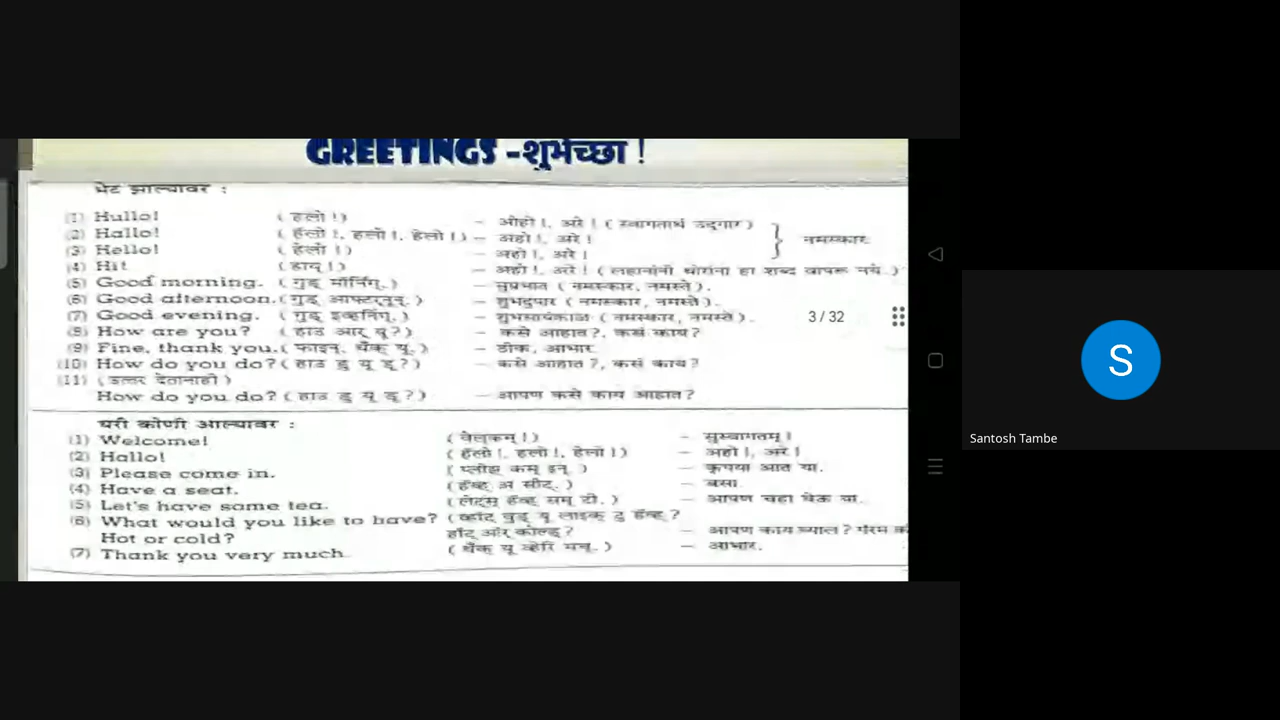 GREETINGS -शुभेच्छा !
भेट झाल्यावर :
(1) Hullo! ( हलो !) – ओहो !, अरे ! ( स्वागतार्थ उद्गार )
(2) Hallo! ( हॅलो !, हलो !, हेलो !) – अहो !, अरे ! } नमस्कार
(3) Hello! ( हेलो !) – अहो !, अरे !
(4) Hi! ( हाय् !) – अहो !, अरे ! ( लहानांनी थोरांना हा शब्द वापरू नये. )
(5) Good morning. ( गुड् मॉर्निंग्. ) – सुप्रभात ( नमस्कार, नमस्ते ).
(6) Good afternoon. ( गुड् आफ्टरनून्. ) – शुभदुपार ( नमस्कार, नमस्ते ).
(7) Good evening. ( गुड् इव्हनिंग्. ) – शुभसायंकाळ ( नमस्कार, नमस्ते ).
3 / 32
(8) How are you? ( हाउ आर् यू ?) – कसे आहात ?, कसं काय ?
(9) Fine, thank you. ( फाइन्, थँक् यू. ) – ठीक, आभार
(10) How do you do? ( हाउ डु यू डू ?) – कसे आहात ?, कसं काय ?
(11) ( उत्तर देतानाही )
How do you do? ( हाउ डु यू डू ?) – आपण कसे काय आहात ?
घरी कोणी आल्यावर :
(1) Welcome! ( वेल्कम् !) – सुस्वागतम् !
(2) Hallo! ( हॅलो !, हलो !, हेलो !) – अहो !, अरे !
(3) Please come in. ( प्लीझ कम् इन् ) – कृपया आत या.
(4) Have a seat. ( हॅव्ह् अ सीट्. ) – बसा
(5) Let's have some tea. ( लेट्स् हॅव्ह् सम् टी. ) – आपण चहा घेऊ या.
(6) What would you like to have? ( व्हॉट् वुड् यू लाइक् टु हॅव्ह् ?
Hot or cold? हॉट् ऑर् कोल्ड् ? – आपण काय घ्याल ? गरम
(7) Thank you very much. ( थँक् यू व्हेरि मच्. ) – आभार.
S
Santosh Tambe